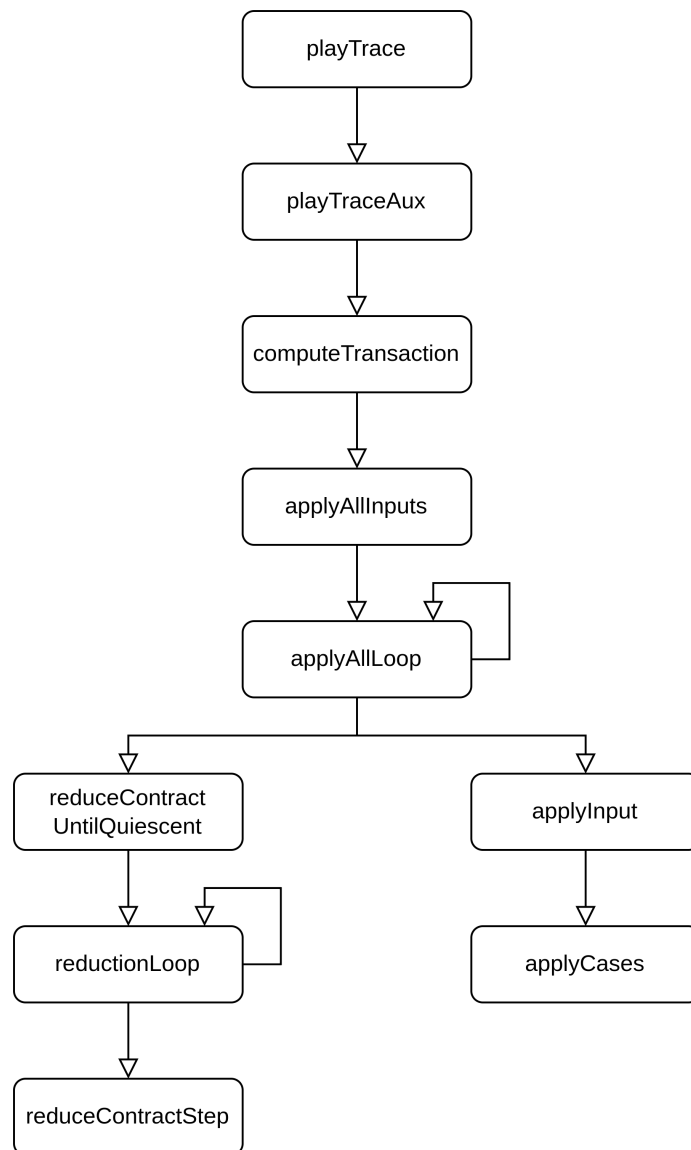 playTrace
playTraceAux
computeTransaction
applyAllInputs
applyAllLoop
reduceContract
UntilQuiescent
applyInput
reductionLoop
applyCases
reduceContractStep